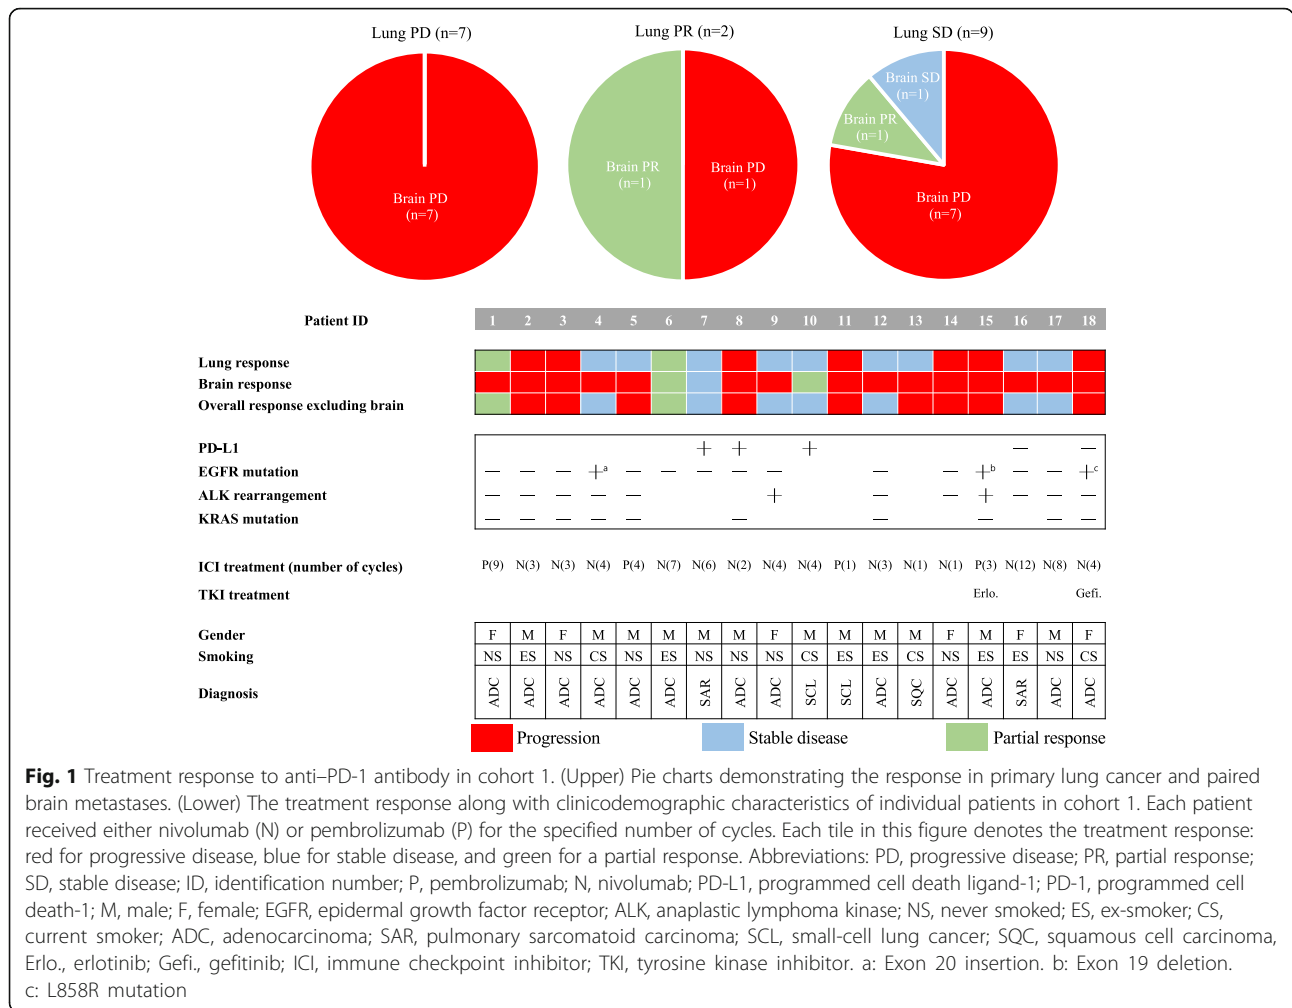 Lung PD (n=7)
Lung PR (n=2)
Lung SD (n=9)
Brain PD
(n=7)
Brain PR
(n=1)
Brain PD
(n=1)
Brain SD
(n=1)
Brain PR
(n=1)
Brain PD
(n=7)
Patient ID 1 2 3 4 5 6 7 8 9 10 11 12 13 14 15 16 17 18
Lung response
Brain response
Overall response excluding brain
PD-L1 + + + — —
EGFR mutation — — — +a — — — — — — — +b — — +c
ALK rearrangement — — — — — + — — + — —
KRAS mutation — — — — — — — — — —
ICI treatment (number of cycles) P(9) N(3) N(3) N(4) P(4) N(7) N(6) N(2) N(4) N(4) P(1) N(3) N(1) N(1) P(3) N(12) N(8) N(4)
TKI treatment Erlo. Gefi.
Gender F M F M M M M M F M M M M F M F M F
Smoking NS ES NS CS NS ES NS NS NS CS ES ES CS NS ES ES NS CS
Diagnosis ADC ADC ADC ADC ADC ADC SAR ADC ADC SCL SCL ADC SQC ADC ADC SAR ADC ADC
Progression Stable disease Partial response
Fig. 1 Treatment response to anti–PD-1 antibody in cohort 1. (Upper) Pie charts demonstrating the response in primary lung cancer and paired
brain metastases. (Lower) The treatment response along with clinicodemographic characteristics of individual patients in cohort 1. Each patient
received either nivolumab (N) or pembrolizumab (P) for the specified number of cycles. Each tile in this figure denotes the treatment response:
red for progressive disease, blue for stable disease, and green for a partial response. Abbreviations: PD, progressive disease; PR, partial response;
SD, stable disease; ID, identification number; P, pembrolizumab; N, nivolumab; PD-L1, programmed cell death ligand-1; PD-1, programmed cell
death-1; M, male; F, female; EGFR, epidermal growth factor receptor; ALK, anaplastic lymphoma kinase; NS, never smoked; ES, ex-smoker; CS,
current smoker; ADC, adenocarcinoma; SAR, pulmonary sarcomatoid carcinoma; SCL, small-cell lung cancer; SQC, squamous cell carcinoma,
Erlo., erlotinib; Gefi., gefitinib; ICI, immune checkpoint inhibitor; TKI, tyrosine kinase inhibitor. a: Exon 20 insertion. b: Exon 19 deletion.
c: L858R mutation